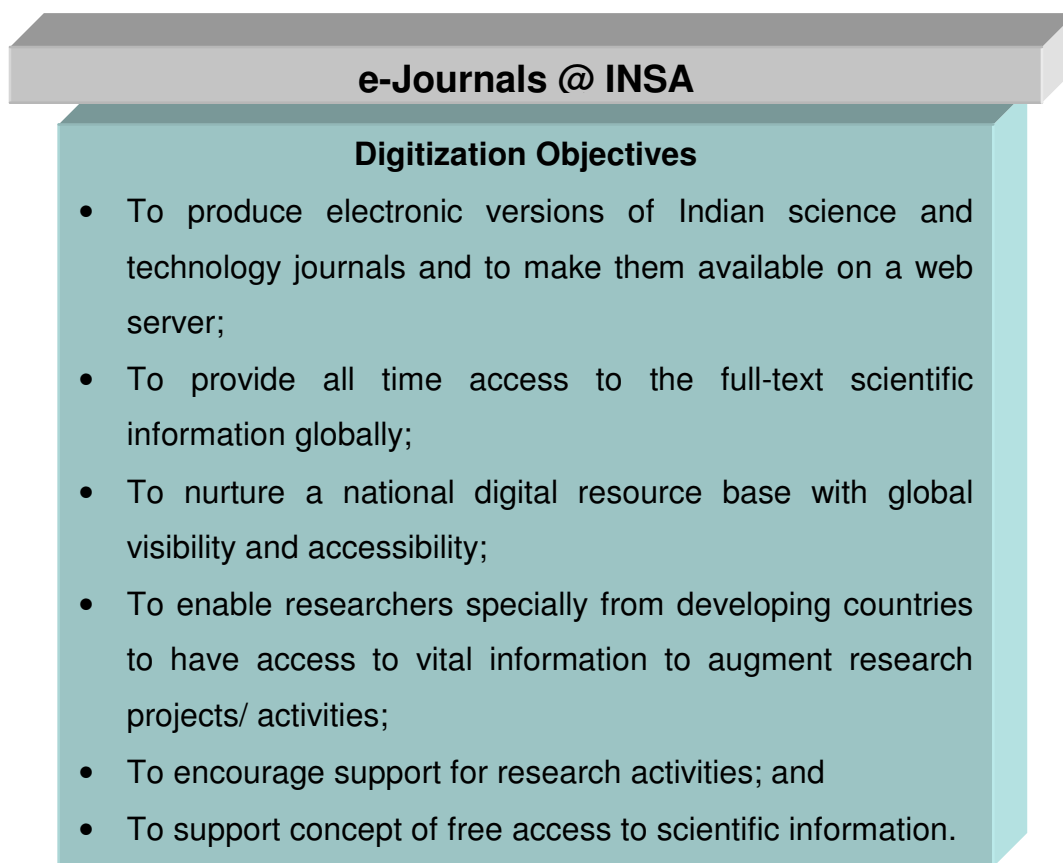 e-Journals @ INSA
Digitization Objectives
• To produce electronic versions of Indian science and
technology journals and to make them available on a web
server;
• To provide all time access to the full-text scientific
information globally;
• To nurture a national digital resource base with global
visibility and accessibility;
• To enable researchers specially from developing countries
to have access to vital information to augment research
projects/ activities;
• To encourage support for research activities; and
• To support concept of free access to scientific information.